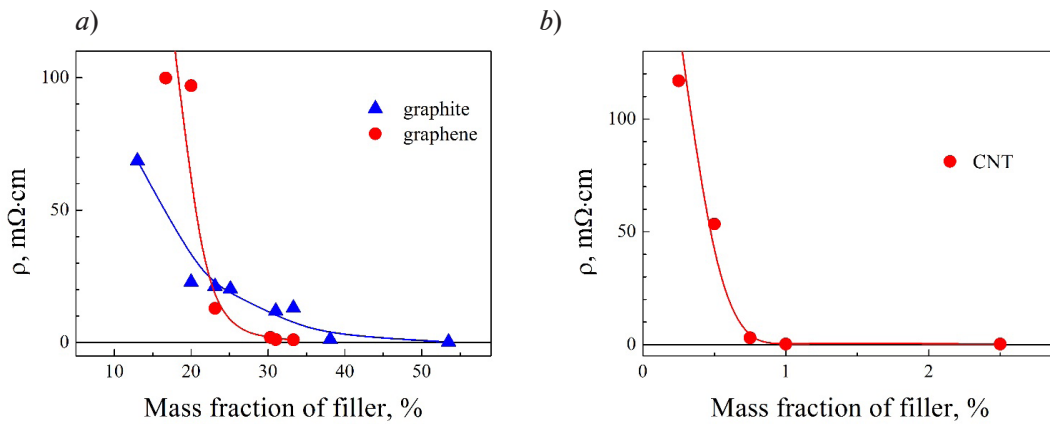 a)
ρ, mΩ·cm
100
50
0
10
20
30
40
50
graphite
graphene
Mass fraction of filler, %
b)
ρ, mΩ·cm
100
50
0
0
1
2
CNT
Mass fraction of filler, %